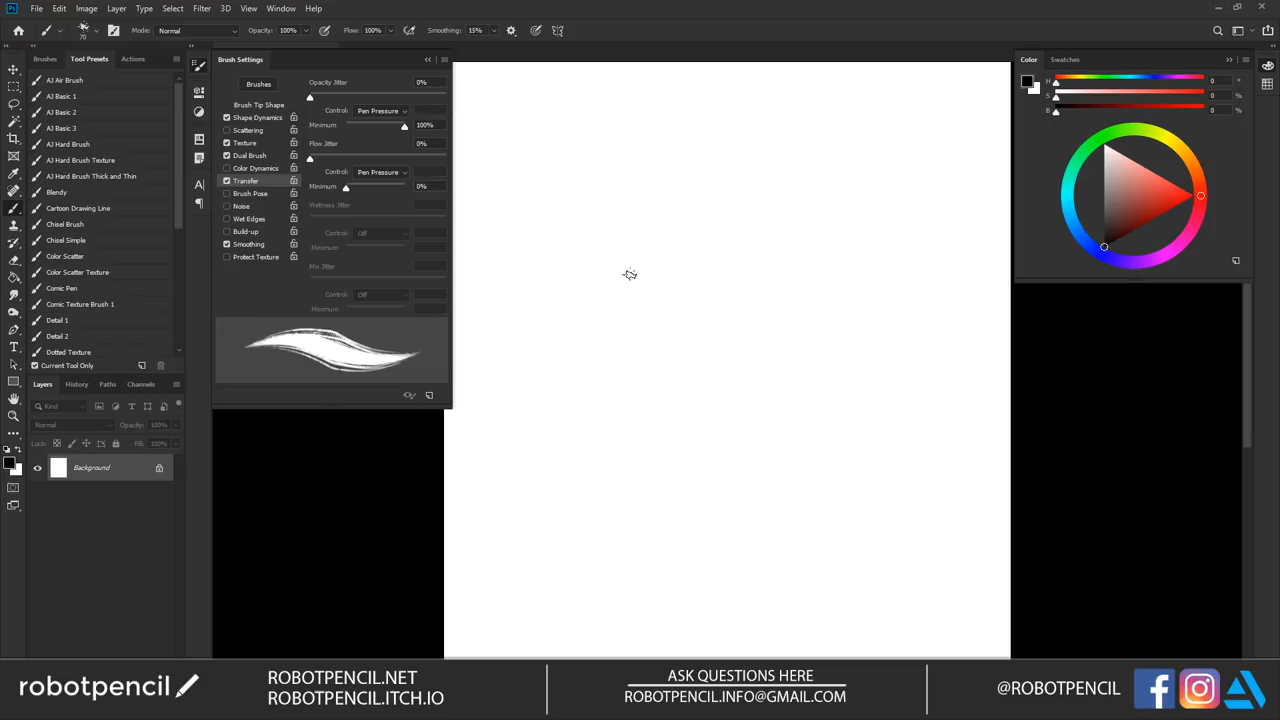 Ps File Edit Image Layer Type Select Filter 3D View Window Help
70 Mode: Normal Opacity: 100% Flow: 100% Smoothing: 15%
Brushes Tool Presets Actions
AJ Air Brush
AJ Basic 1
AJ Basic 2
AJ Basic 3
AJ Hard Brush
AJ Hard Brush Texture
AJ Hard Brush Thick and Thin
Blendy
Cartoon Drawing Line
Chisel Brush
Chisel Simple
Color Scatter
Color Scatter Texture
Comic Pen
Comic Texture Brush 1
Detail 1
Detail 2
Dotted Texture
Current Tool Only
Layers History Paths Channels
Kind
Normal Opacity: 100%
Lock: Fill: 100%
Background
Brush Settings
Brushes
Brush Tip Shape
Shape Dynamics
Scattering
Texture
Dual Brush
Color Dynamics
Transfer
Brush Pose
Noise
Wet Edges
Build-up
Smoothing
Protect Texture
Opacity Jitter 0%
Control: Pen Pressure
Minimum 100%
Flow Jitter 0%
Control: Pen Pressure
Minimum 0%
Wetness Jitter
Control: Off
Minimum
Mix Jitter
Control: Off
Minimum
Color Swatches
H 0 °
S 0 %
B 0 %
robotpencil
ROBOTPENCIL.NET
ROBOTPENCIL.ITCH.IO
ASK QUESTIONS HERE
ROBOTPENCIL.INFO@GMAIL.COM
@ROBOTPENCIL